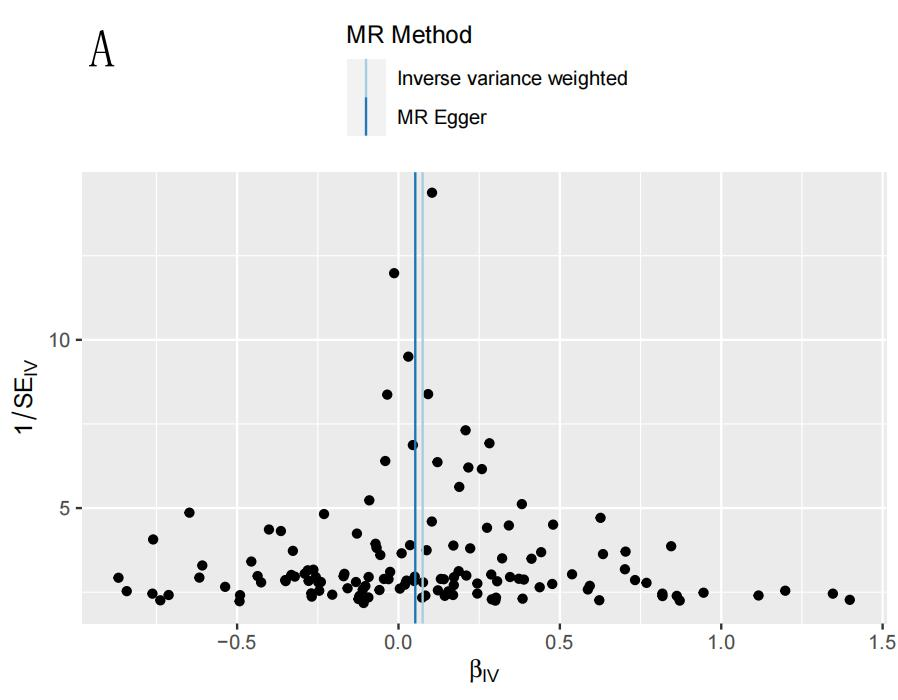 A
MR Method
Inverse variance weighted
MR Egger
10
5
1/SEIV
−0.5
0.0
0.5
1.0
1.5
βIV